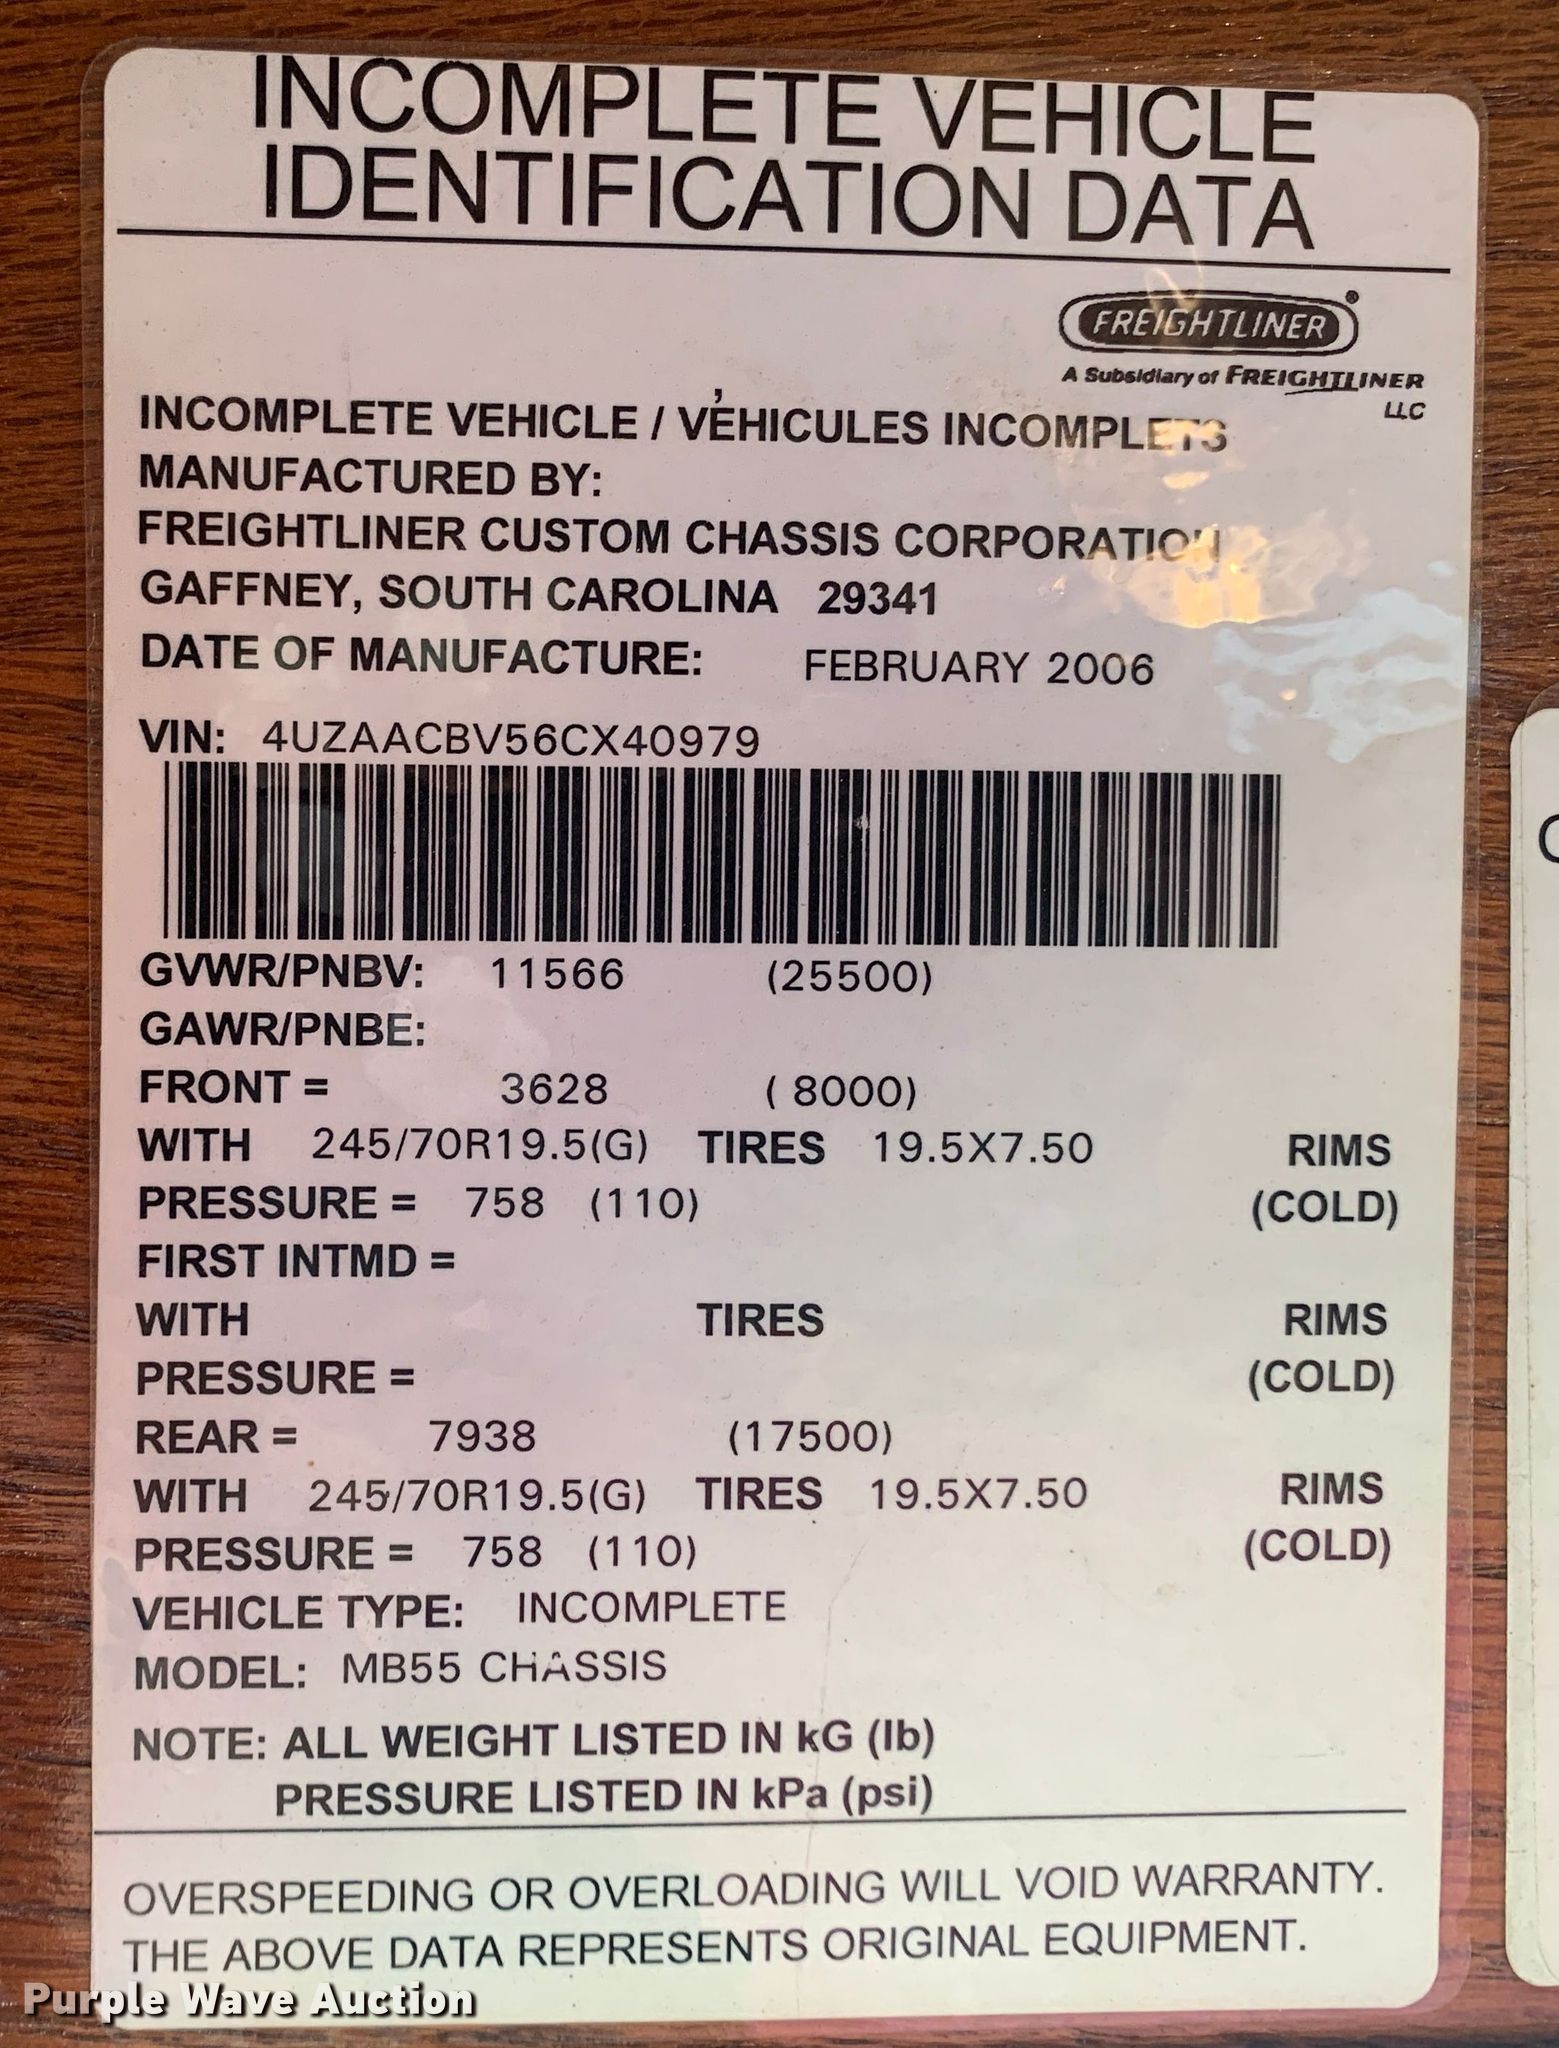 INCOMPLETE VEHICLE
IDENTIFICATION DATA
FREIGHTLINER ®
A Subsidiary of FREIGHTLINER
LLC
INCOMPLETE VEHICLE / VÉHICULES INCOMPLETS
MANUFACTURED BY:
FREIGHTLINER CUSTOM CHASSIS CORPORATION
GAFFNEY, SOUTH CAROLINA 29341
DATE OF MANUFACTURE: FEBRUARY 2006
VIN: 4UZAACBV56CX40979
GVWR/PNBV: 11566 (25500)
GAWR/PNBE:
FRONT = 3628 ( 8000)
WITH 245/70R19.5(G) TIRES 19.5X7.50 RIMS
PRESSURE = 758 (110) (COLD)
FIRST INTMD =
WITH TIRES RIMS
PRESSURE = (COLD)
REAR = 7938 (17500)
WITH 245/70R19.5(G) TIRES 19.5X7.50 RIMS
PRESSURE = 758 (110) (COLD)
VEHICLE TYPE: INCOMPLETE
MODEL: MB55 CHASSIS
NOTE: ALL WEIGHT LISTED IN kG (lb)
PRESSURE LISTED IN kPa (psi)
OVERSPEEDING OR OVERLOADING WILL VOID WARRANTY.
THE ABOVE DATA REPRESENTS ORIGINAL EQUIPMENT.
Purple Wave Auction